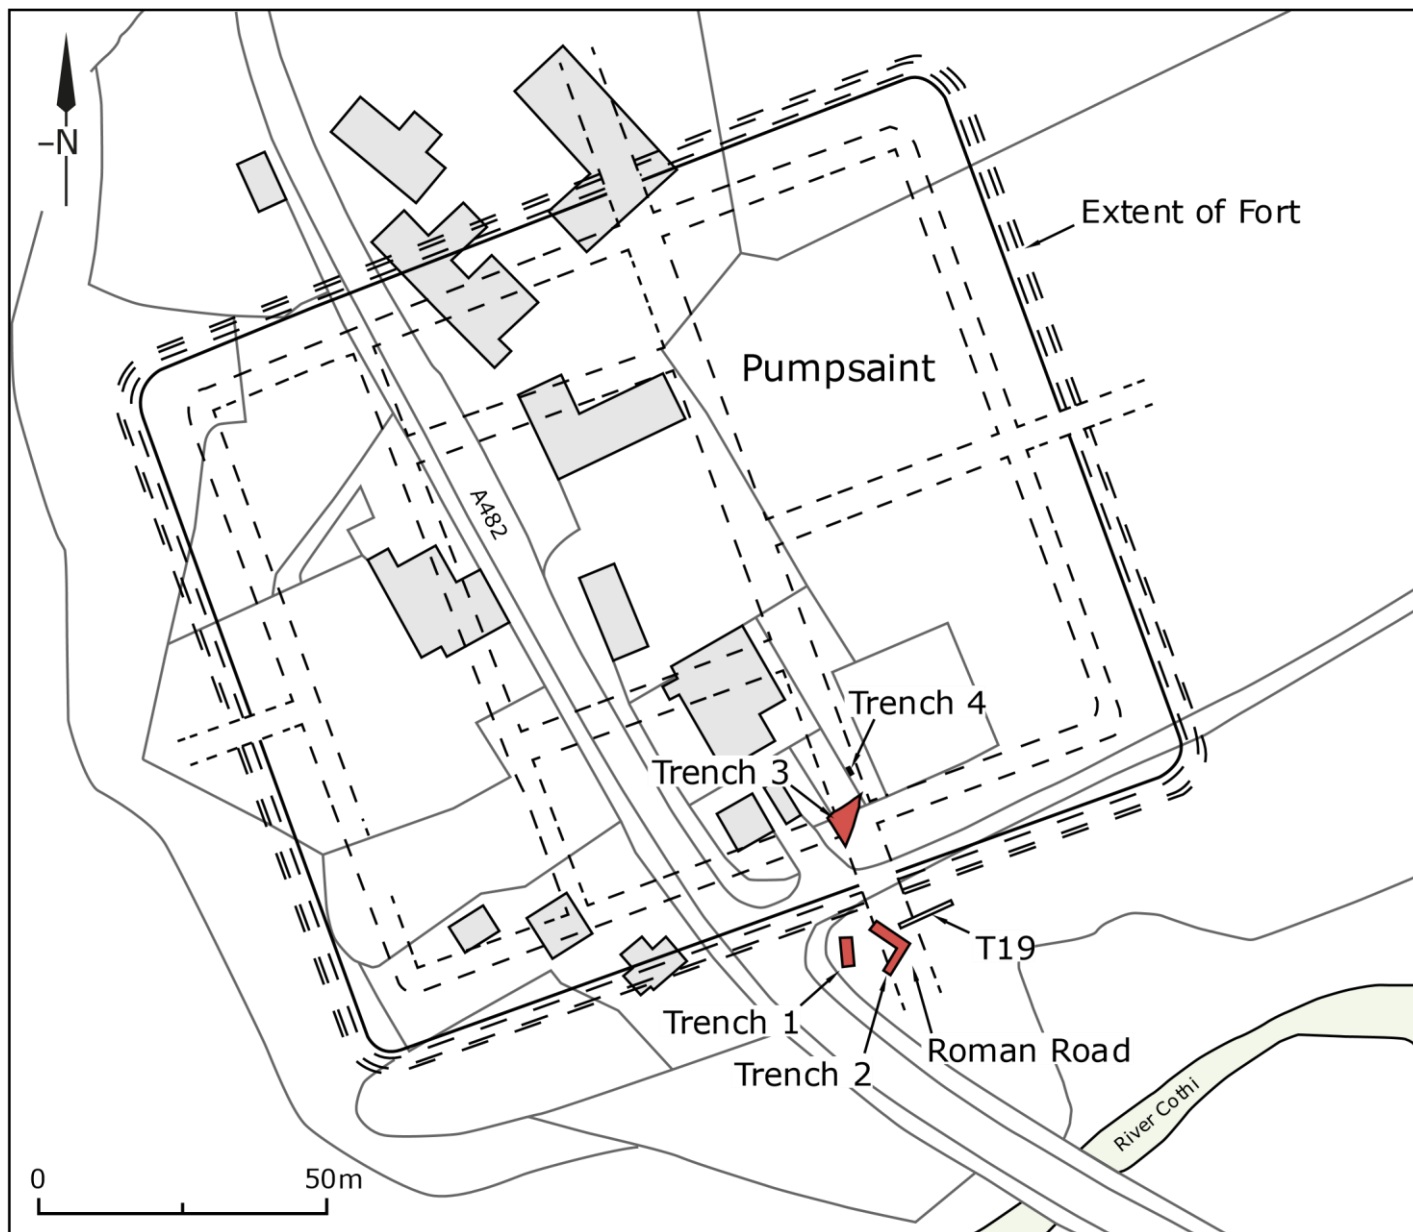 –N
Extent of Fort
Pumpsaint
A482
Trench 4
Trench 3
T19
Trench 1
Roman Road
Trench 2
River Cothi
0 50m